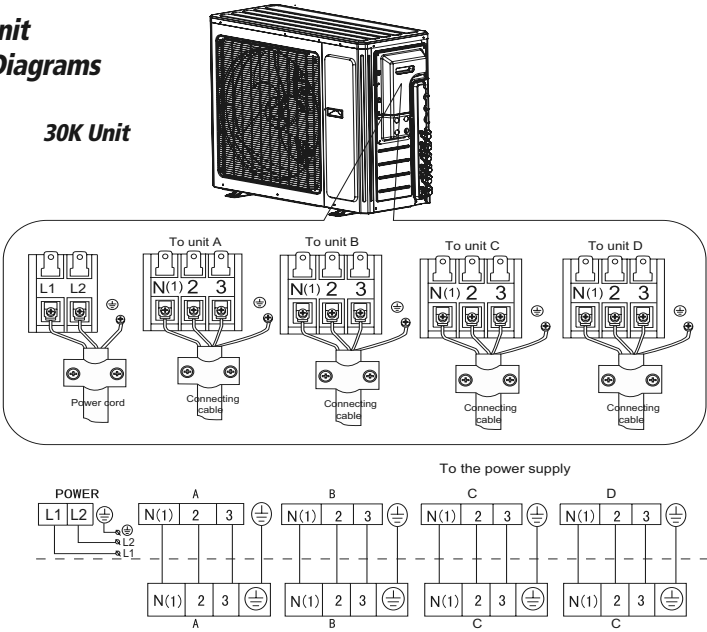 nit
Diagrams
30K Unit
To unit A To unit B To unit C To unit D
L1 L2 N(1) 2 3 N(1) 2 3 N(1) 2 3 N(1) 2 3
Power cord Connecting cable Connecting cable Connecting cable Connecting cable
To the power supply
POWER A B C D
L1 L2 N(1) 2 3 N(1) 2 3 N(1) 2 3 N(1) 2 3
L2
L1
N(1) 2 3 N(1) 2 3 N(1) 2 3 N(1) 2 3
A B C C